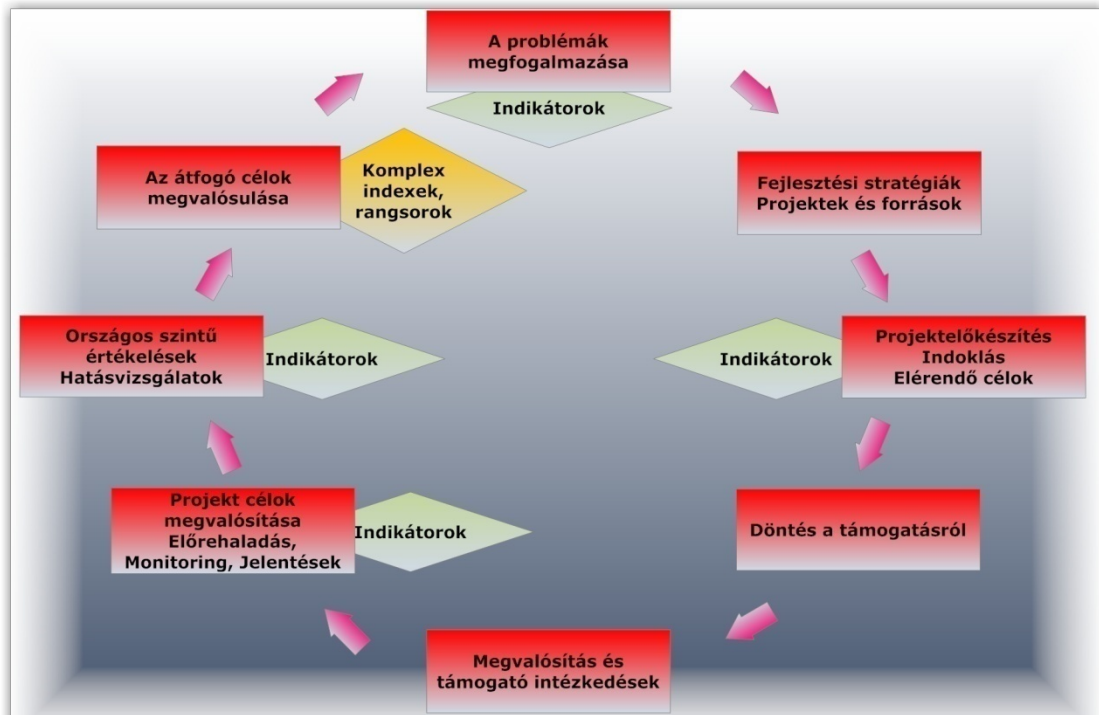 A problémák
megfogalmazása
Indikátorok
Komplex
indexek,
rangsorok
Az átfogó célok
megvalósulása
Fejlesztési stratégiák
Projektek és források
Országos szintű
értékelések
Hatásvizsgálatok
Indikátorok
Indikátorok
Projektelőkészítés
Indoklás
Elérendő célok
Projekt célok
megvalósítása
Előrehaladás,
Monitoring, Jelentések
Indikátorok
Döntés a támogatásról
Megvalósítás és
támogató intézkedések